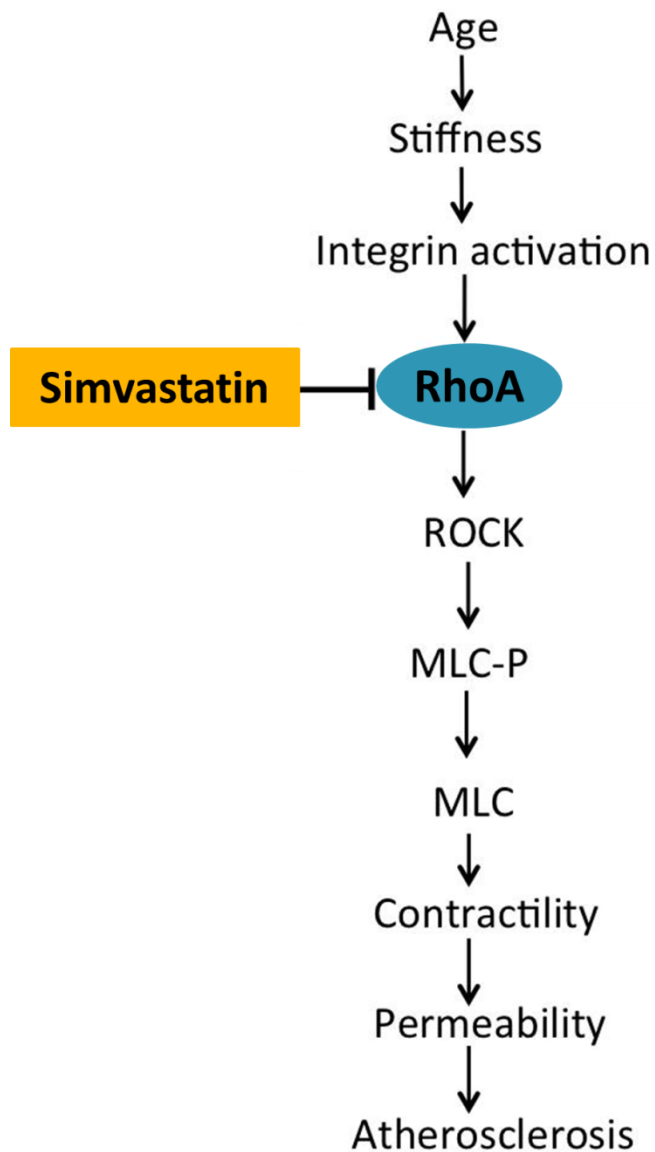 Age
Stiffness
Integrin activation
Simvastatin
RhoA
ROCK
MLC-P
MLC
Contractility
Permeability
Atherosclerosis